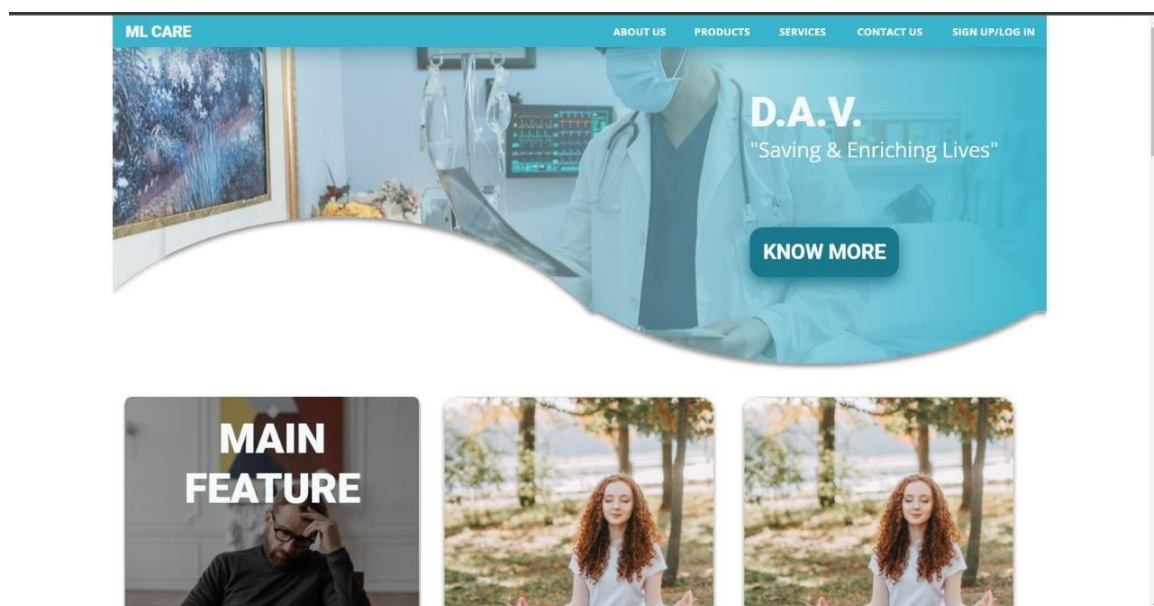 ML CARE
ABOUT US PRODUCTS SERVICES CONTACT US SIGN UP/LOG IN
D.A.V.
"Saving & Enriching Lives"
KNOW MORE
MAIN
FEATURE